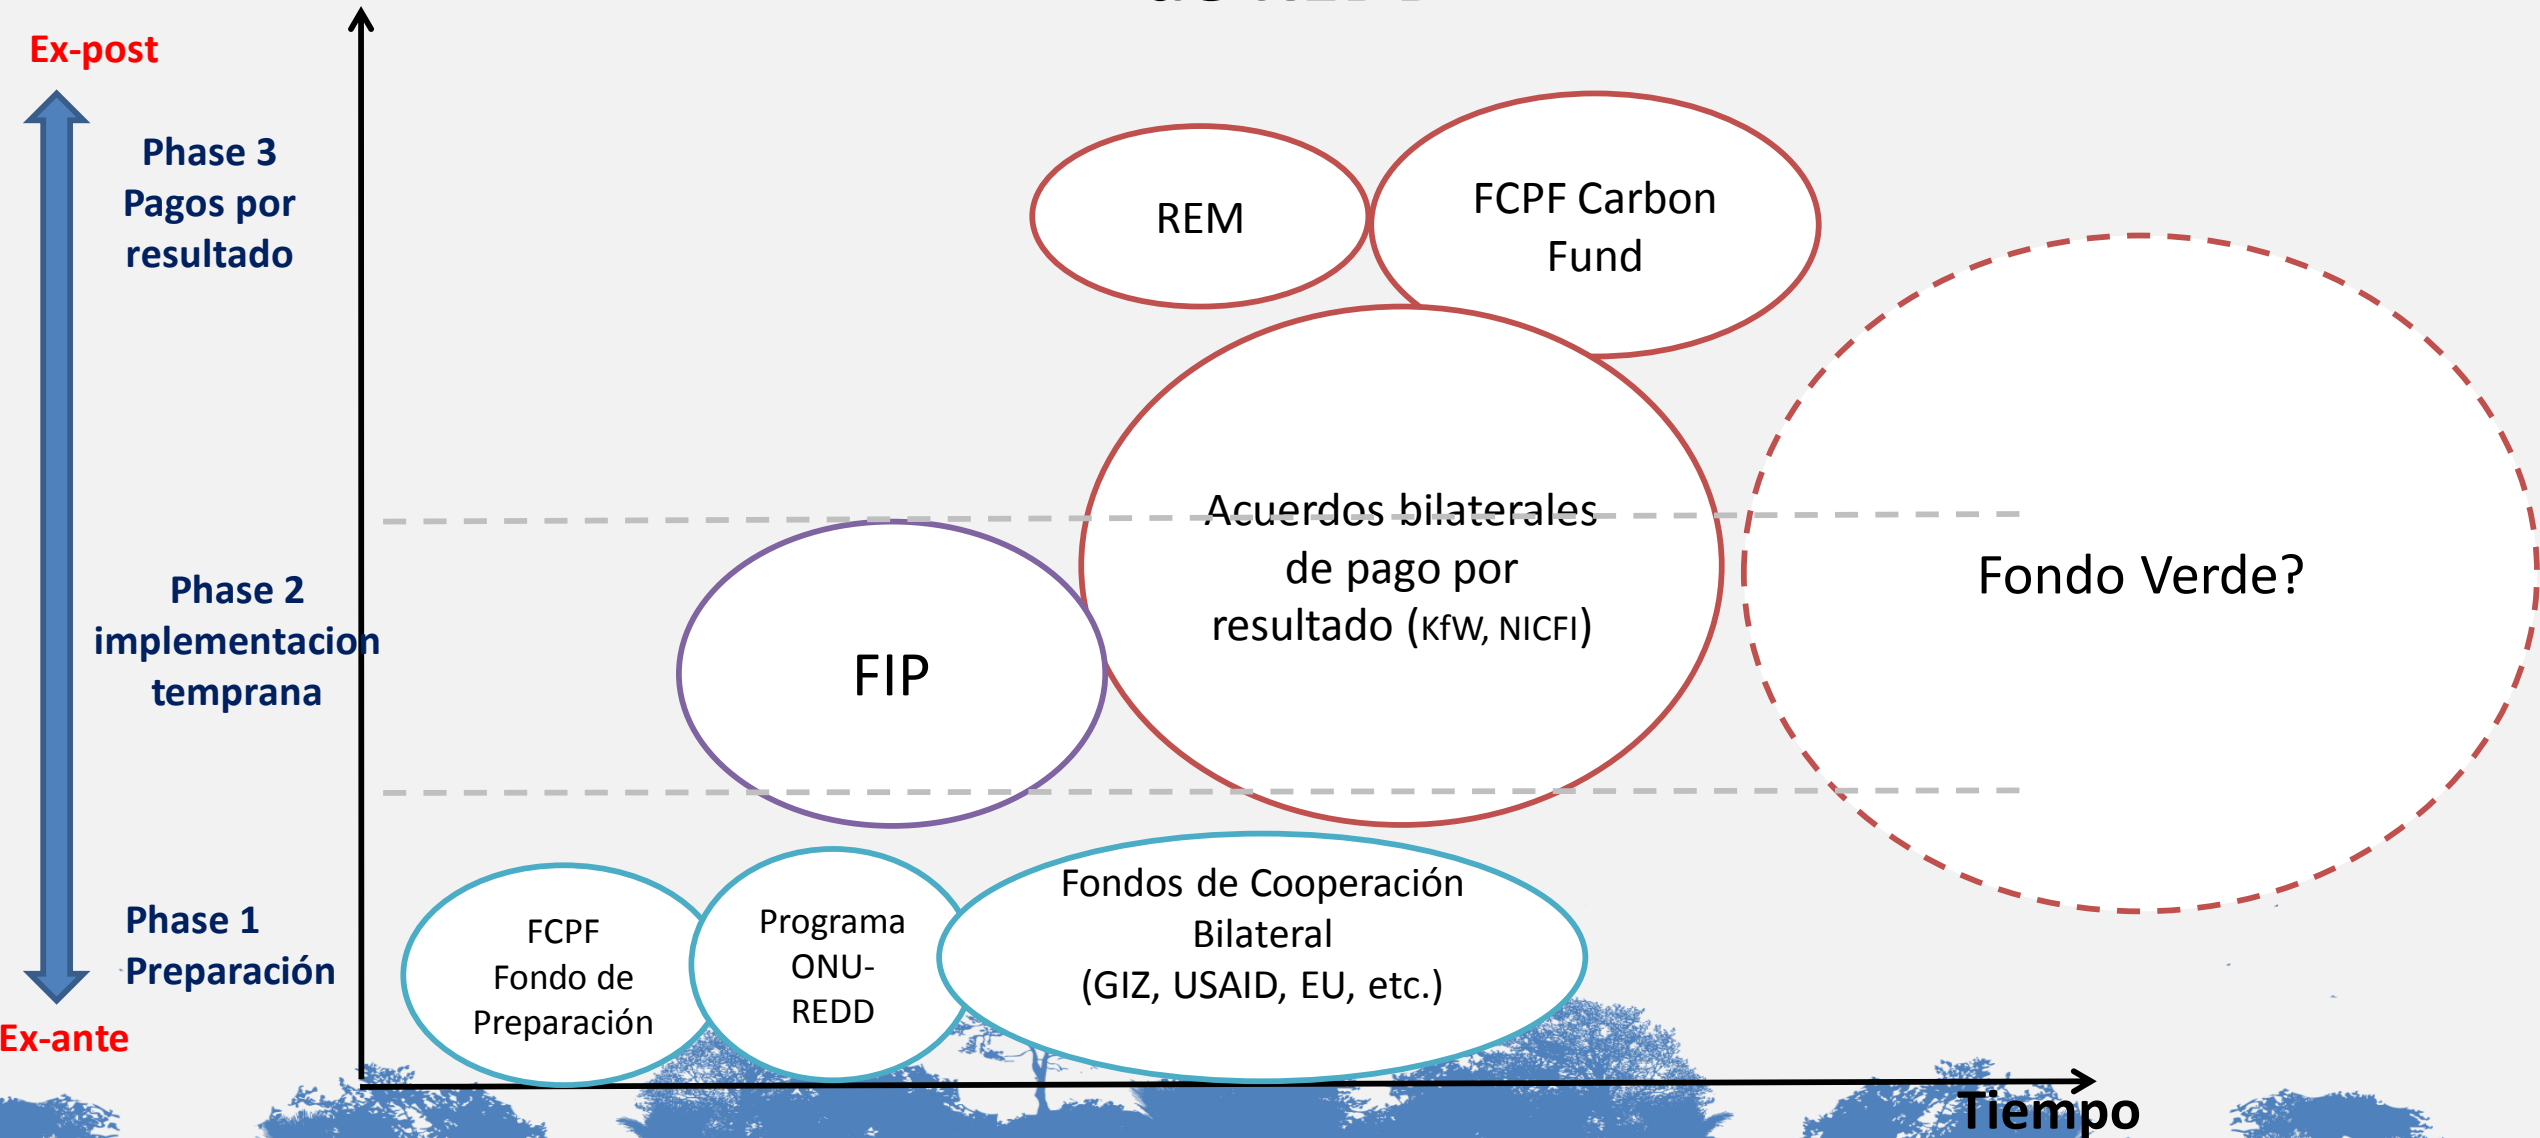 Ex-post
Phase 3
Pagos por
resultado
Phase 2
implementacion
temprana
Phase 1
Preparación
Ex-ante
REM
FCPF Carbon
Fund
Acuerdos bilaterales
de pago por
resultado (KfW, NICFI)
Fondo Verde?
FIP
FCPF
Fondo de
Preparación
Programa
ONU-
REDD
Fondos de Cooperación
Bilateral
(GIZ, USAID, EU, etc.)
Tiempo